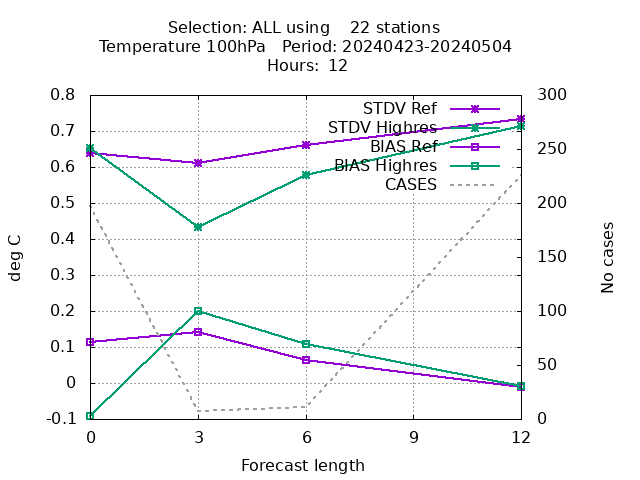 Selection: ALL using    22 stations
Temperature 100hPa   Period: 20240423-20240504
Hours:  12
0.8
0.7
0.6
0.5
0.4
0.3
0.2
0.1
0
-0.1
300
250
200
150
100
50
0
0
3
6
9
12
deg C
No cases
Forecast length
STDV Ref
STDV Highres
BIAS Ref
BIAS Highres
CASES